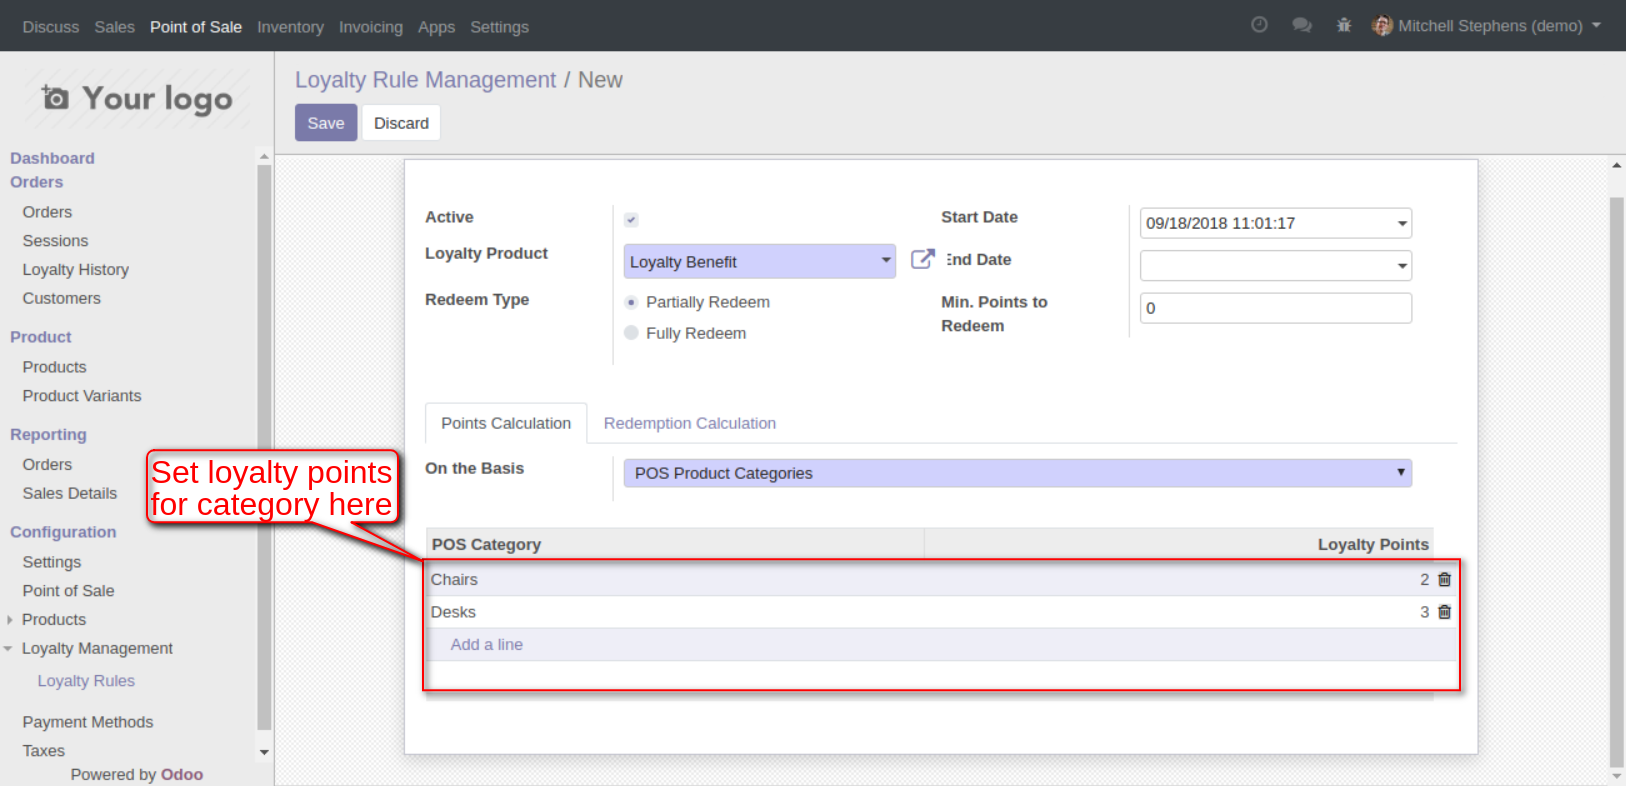 Discuss Sales Point of Sale Inventory Invoicing Apps Settings Mitchell Stephens (demo)
Your logo
Loyalty Rule Management / New
Save Discard
Dashboard
Orders
Orders
Sessions
Loyalty History
Customers
Product
Products
Product Variants
Reporting
Orders
Sales Details
Configuration
Settings
Point of Sale
Products
Loyalty Management
Loyalty Rules
Payment Methods
Taxes
Powered by Odoo
Active
Loyalty Product Loyalty Benefit
Redeem Type Partially Redeem
Fully Redeem
Start Date 09/18/2018 11:01:17
End Date
Min. Points to
Redeem
0
Points Calculation Redemption Calculation
On the Basis POS Product Categories
Set loyalty points
for category here
POS Category Loyalty Points
Chairs 2
Desks 3
Add a line